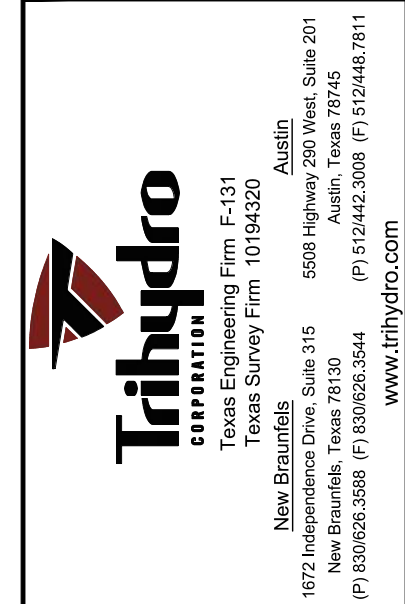 Trihydro
CORPORATION
Texas Engineering Firm F-131
Texas Survey Firm 10194320
New Braunfels
1672 Independence Drive, Suite 315
New Braunfels, Texas 78130
(P) 830/626.3588 (F) 830/626.3544
Austin
5508 Highway 290 West, Suite 201
Austin, Texas 78745
(P) 512/442.3008 (F) 512/448.7811
www.trihydro.com